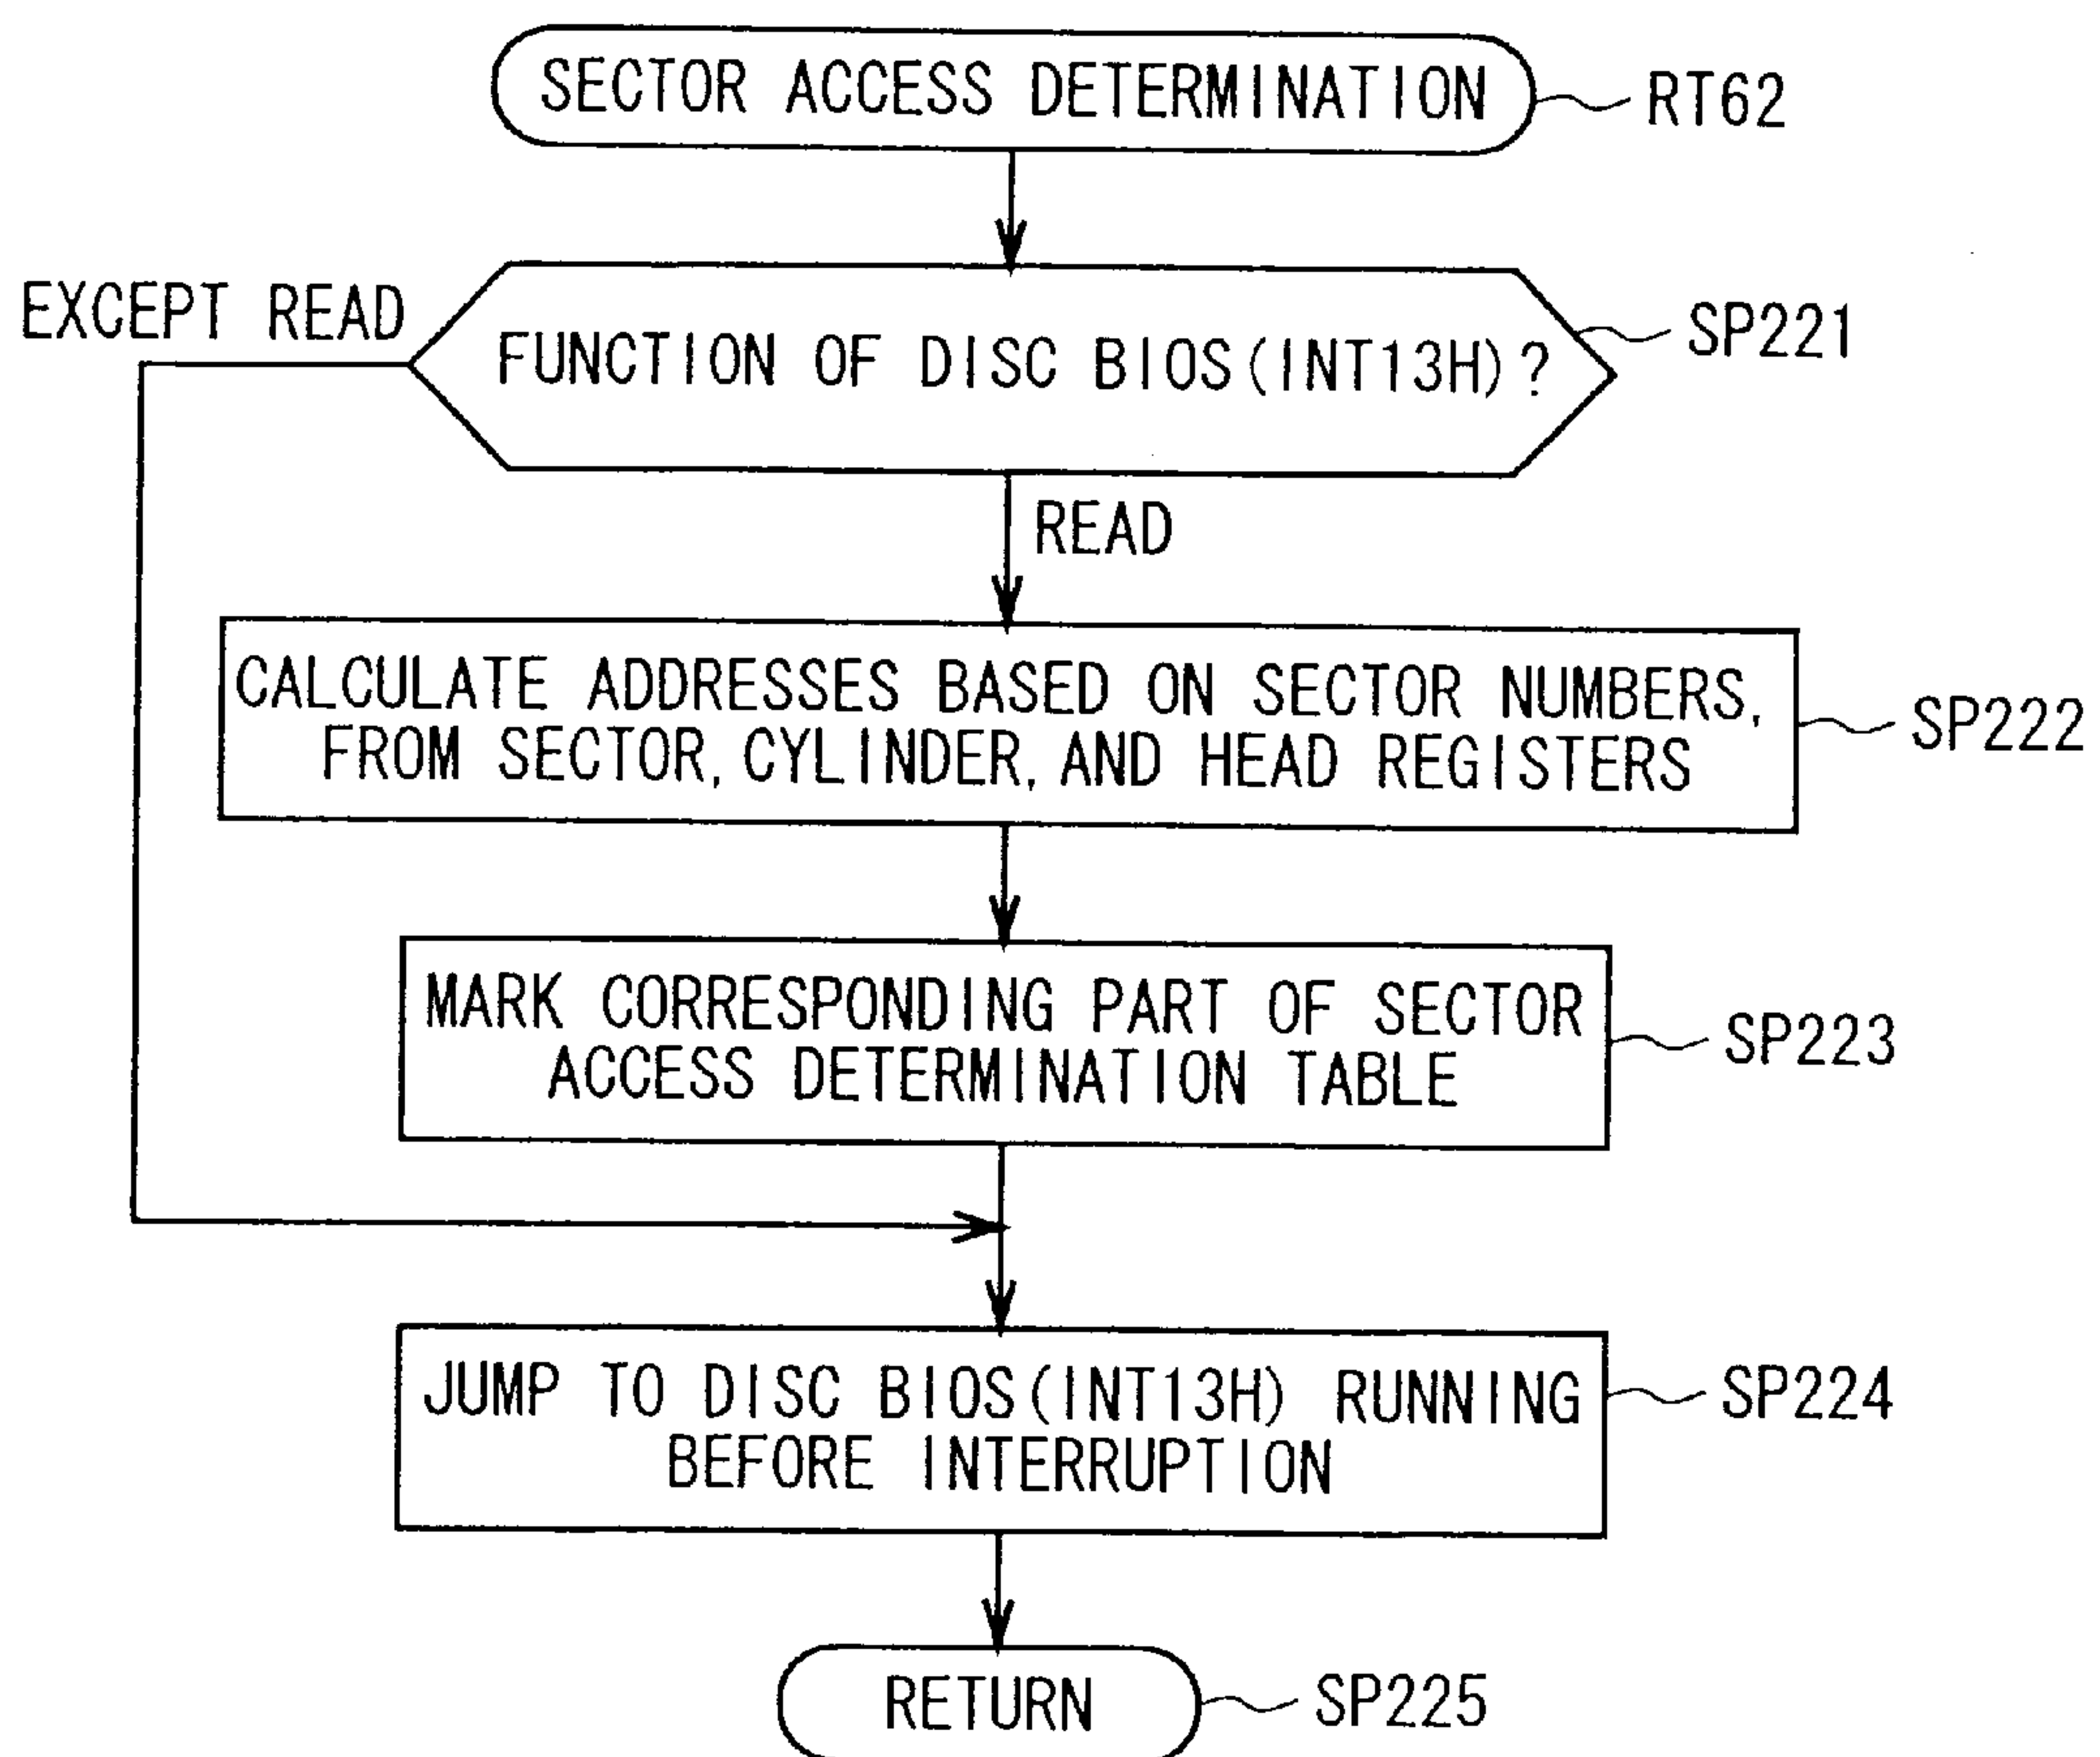 SECTOR ACCESS DETERMINATION
RT62
EXCEPT READ
FUNCTION OF DISC BIOS(INT13H)?
SP221
READ
CALCULATE ADDRESSES BASED ON SECTOR NUMBERS,
FROM SECTOR, CYLINDER, AND HEAD REGISTERS
SP222
MARK CORRESPONDING PART OF SECTOR
ACCESS DETERMINATION TABLE
SP223
JUMP TO DISC BIOS(INT13H) RUNNING
BEFORE INTERRUPTION
SP224
RETURN
SP225